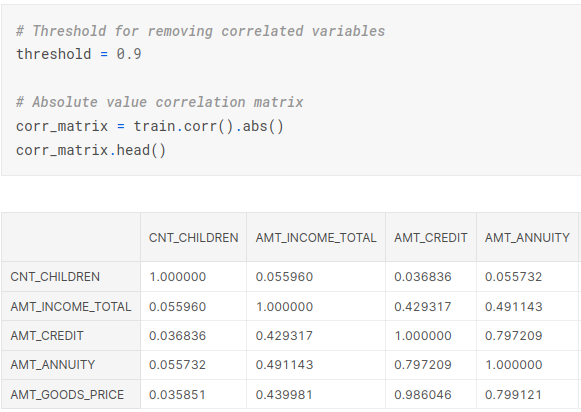 # Threshold for removing correlated variables
threshold = 0.9
# Absolute value correlation matrix
corr_matrix = train.corr().abs()
corr_matrix.head()
CNT_CHILDREN AMT_INCOME_TOTAL AMT_CREDIT AMT_ANNUITY
CNT_CHILDREN 1.000000 0.055960 0.036836 0.055732
AMT_INCOME_TOTAL 0.055960 1.000000 0.429317 0.491143
AMT_CREDIT 0.036836 0.429317 1.000000 0.797209
AMT_ANNUITY 0.055732 0.491143 0.797209 1.000000
AMT_GOODS_PRICE 0.035851 0.439981 0.986046 0.799121